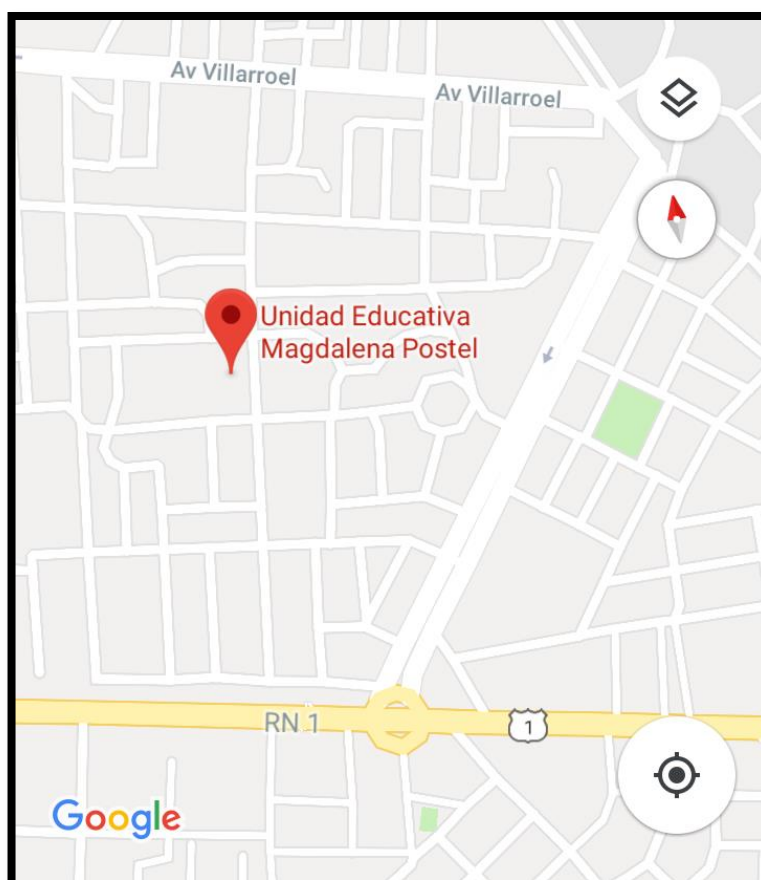 Av Villarroel
Av Villarroel
Unidad Educativa
Magdalena Postel
RN 1
1
Google